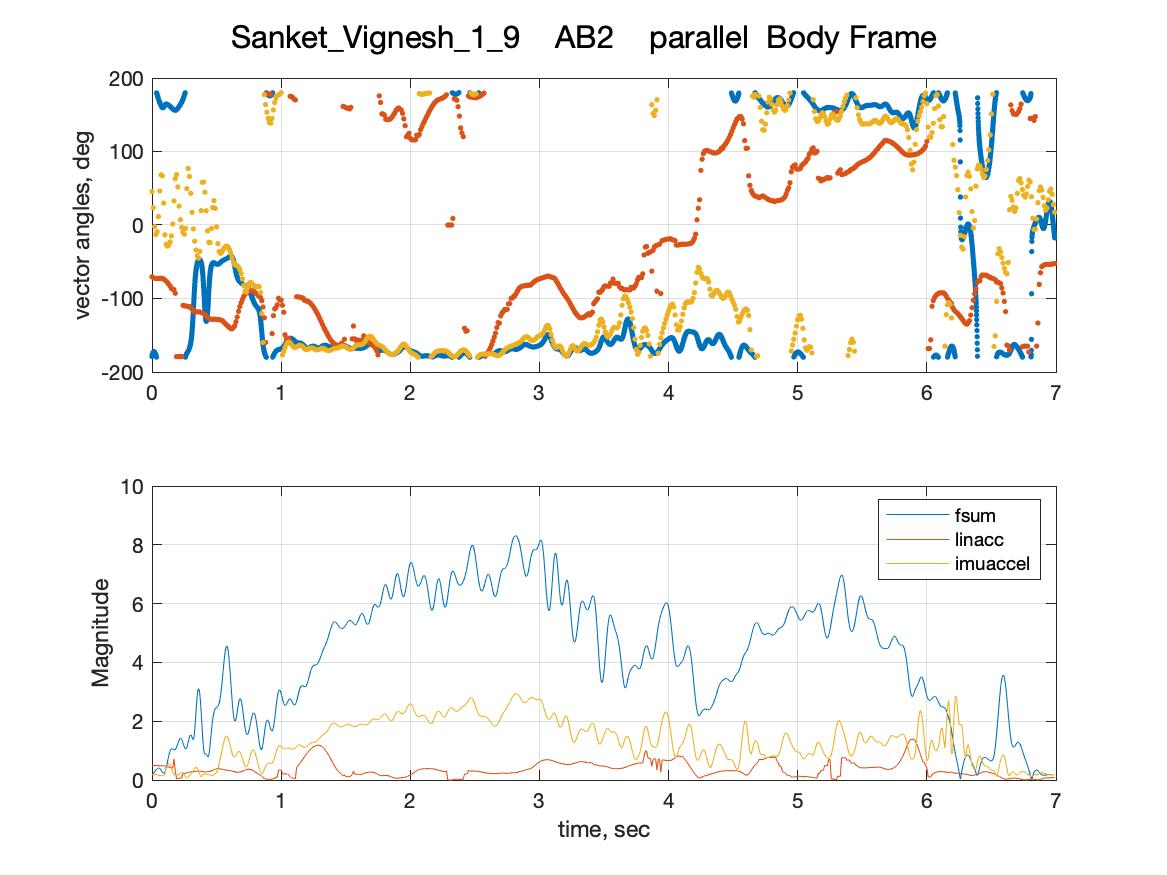 Sanket_Vignesh_1_9 AB2 parallel Body Frame
200
100
0
-100
-200
vector angles, deg
0 1 2 3 4 5 6 7
10
8
6
4
2
0
Magnitude
fsum
linacc
imuaccel
0 1 2 3 4 5 6 7
time, sec